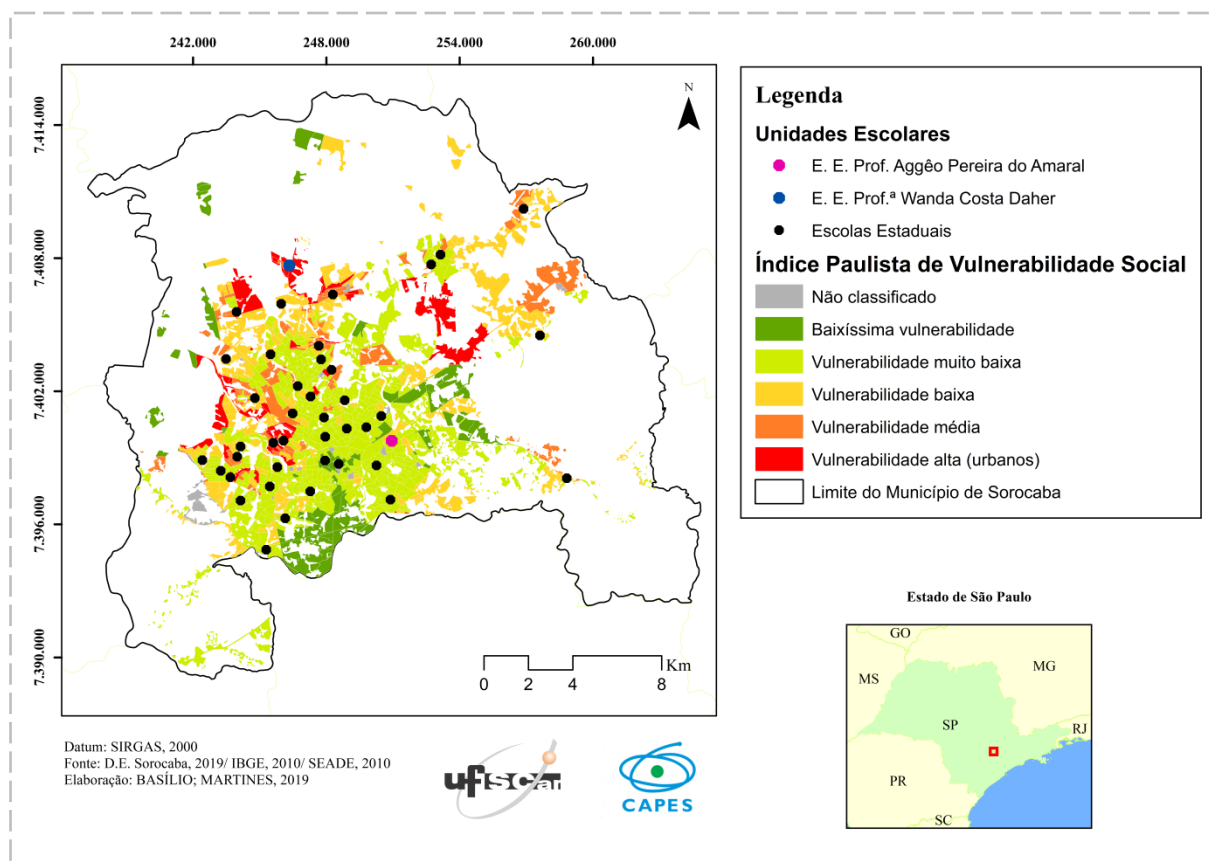 242.000
248.000
254.000
260.000
7.414.000
7.408.000
7.402.000
7.396.000
7.390.000
N
Km
0 2 4 8
Legenda
Unidades Escolares
E. E. Prof. Aggêo Pereira do Amaral
E. E. Prof.ª Wanda Costa Daher
Escolas Estaduais
Índice Paulista de Vulnerabilidade Social
Não classificado
Baixíssima vulnerabilidade
Vulnerabilidade muito baixa
Vulnerabilidade baixa
Vulnerabilidade média
Vulnerabilidade alta (urbanos)
Limite do Município de Sorocaba
Datum: SIRGAS, 2000
Fonte: D.E. Sorocaba, 2019/ IBGE, 2010/ SEADE, 2010
Elaboração: BASÍLIO; MARTINES, 2019
ufscar
CAPES
Estado de São Paulo
GO
MG
MS
SP
RJ
PR
SC